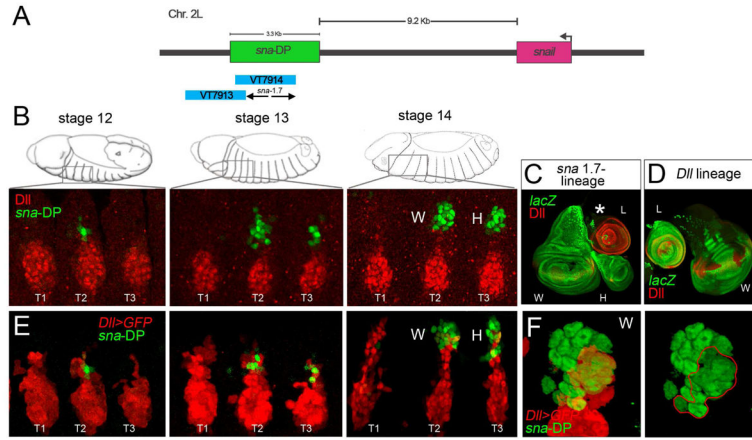 A
Chr. 2L
9.2 Kb
3.3 Kb
sna-DP
snail
VT7914
sna-1.7
VT7913
B
stage 12
stage 13
stage 14
Dll
sna-DP
W
H
T1
T2
T3
T1
T2
T3
T1
T2
T3
C
sna 1.7-
lineage
lacZ
Dll
*
L
W
H
D
Dll lineage
L
lacZ
Dll
W
E
Dll>GFP
sna-DP
W
H
T1
T2
T3
T1
T2
T3
T1
T2
T3
F
W
Dll>GFP
sna-DP